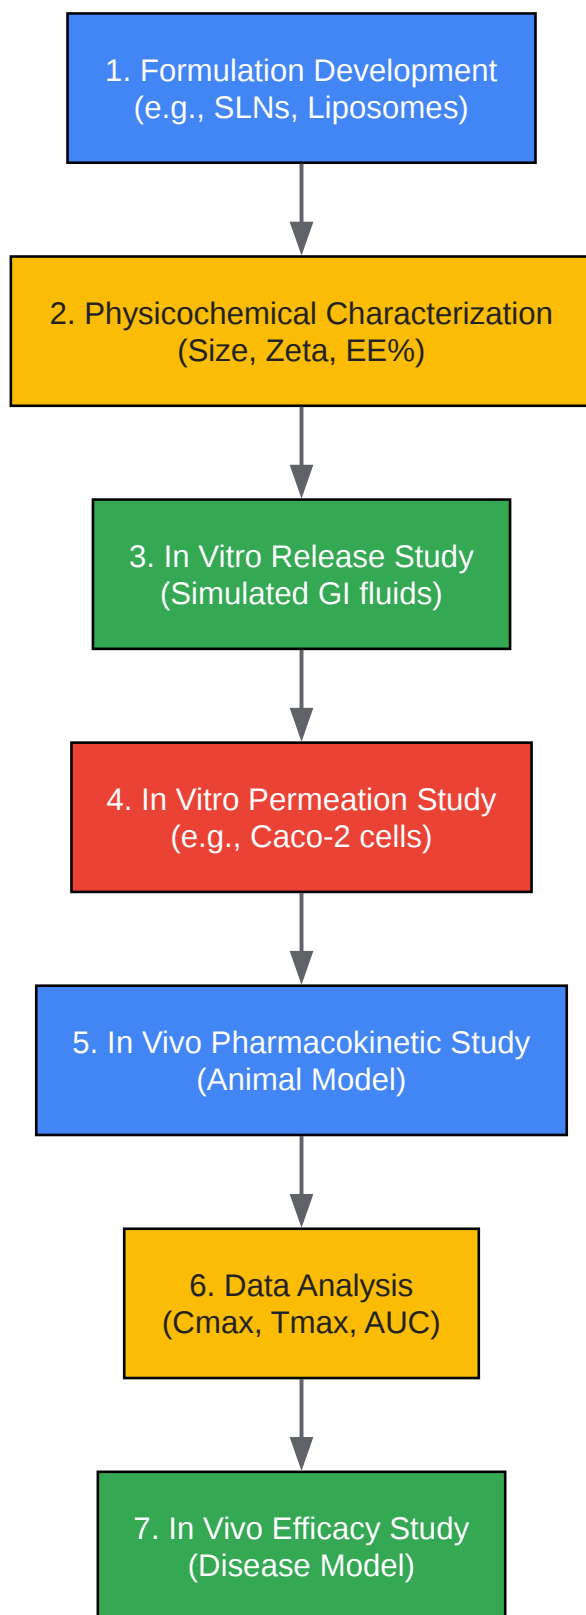 1. Formulation Development
(e.g., SLNs, Liposomes)
2. Physicochemical Characterization
(Size, Zeta, EE%)
3. In Vitro Release Study
(Simulated GI fluids)
4. In Vitro Permeation Study
(e.g., Caco-2 cells)
5. In Vivo Pharmacokinetic Study
(Animal Model)
6. Data Analysis
(Cmax, Tmax, AUC)
7. In Vivo Efficacy Study
(Disease Model)